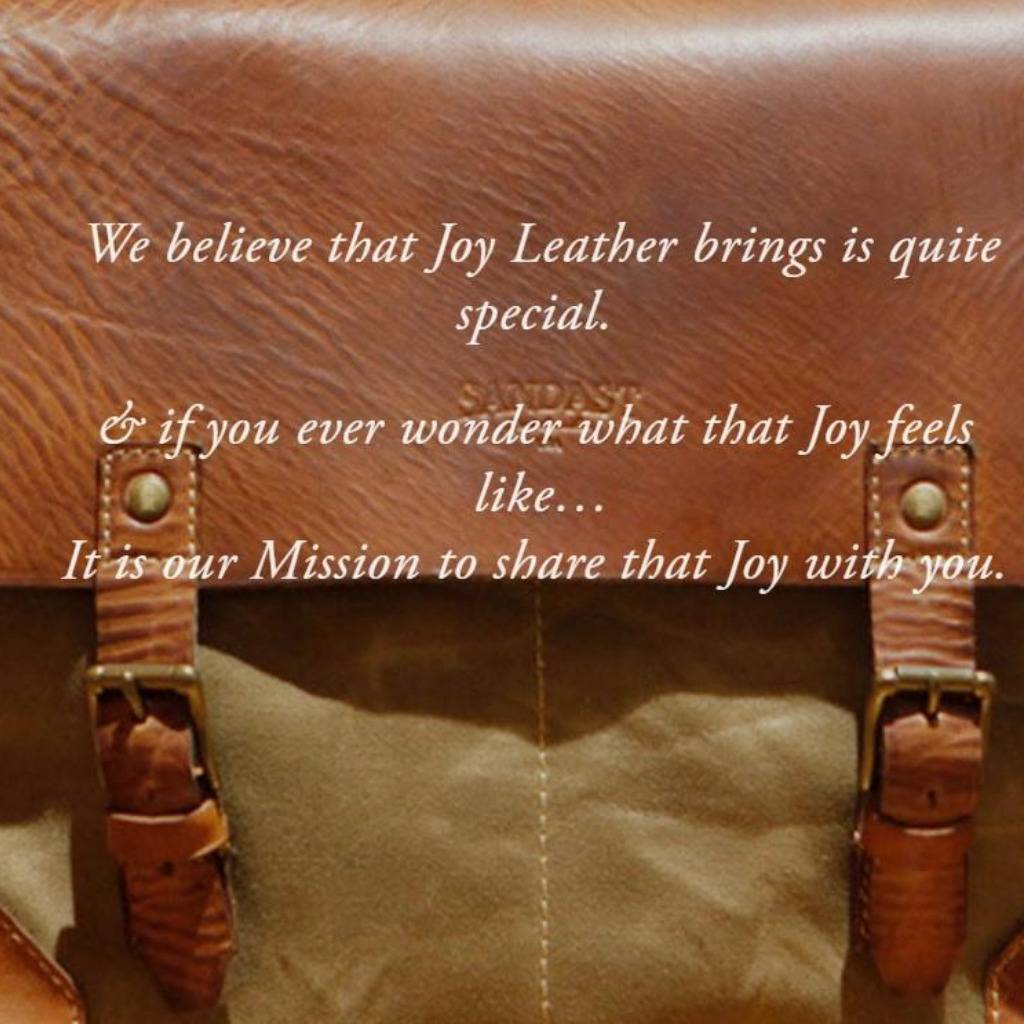 We believe that Joy Leather brings is quite
special.
& if you ever wonder what that Joy feels
like...
It is our Mission to share that Joy with you.